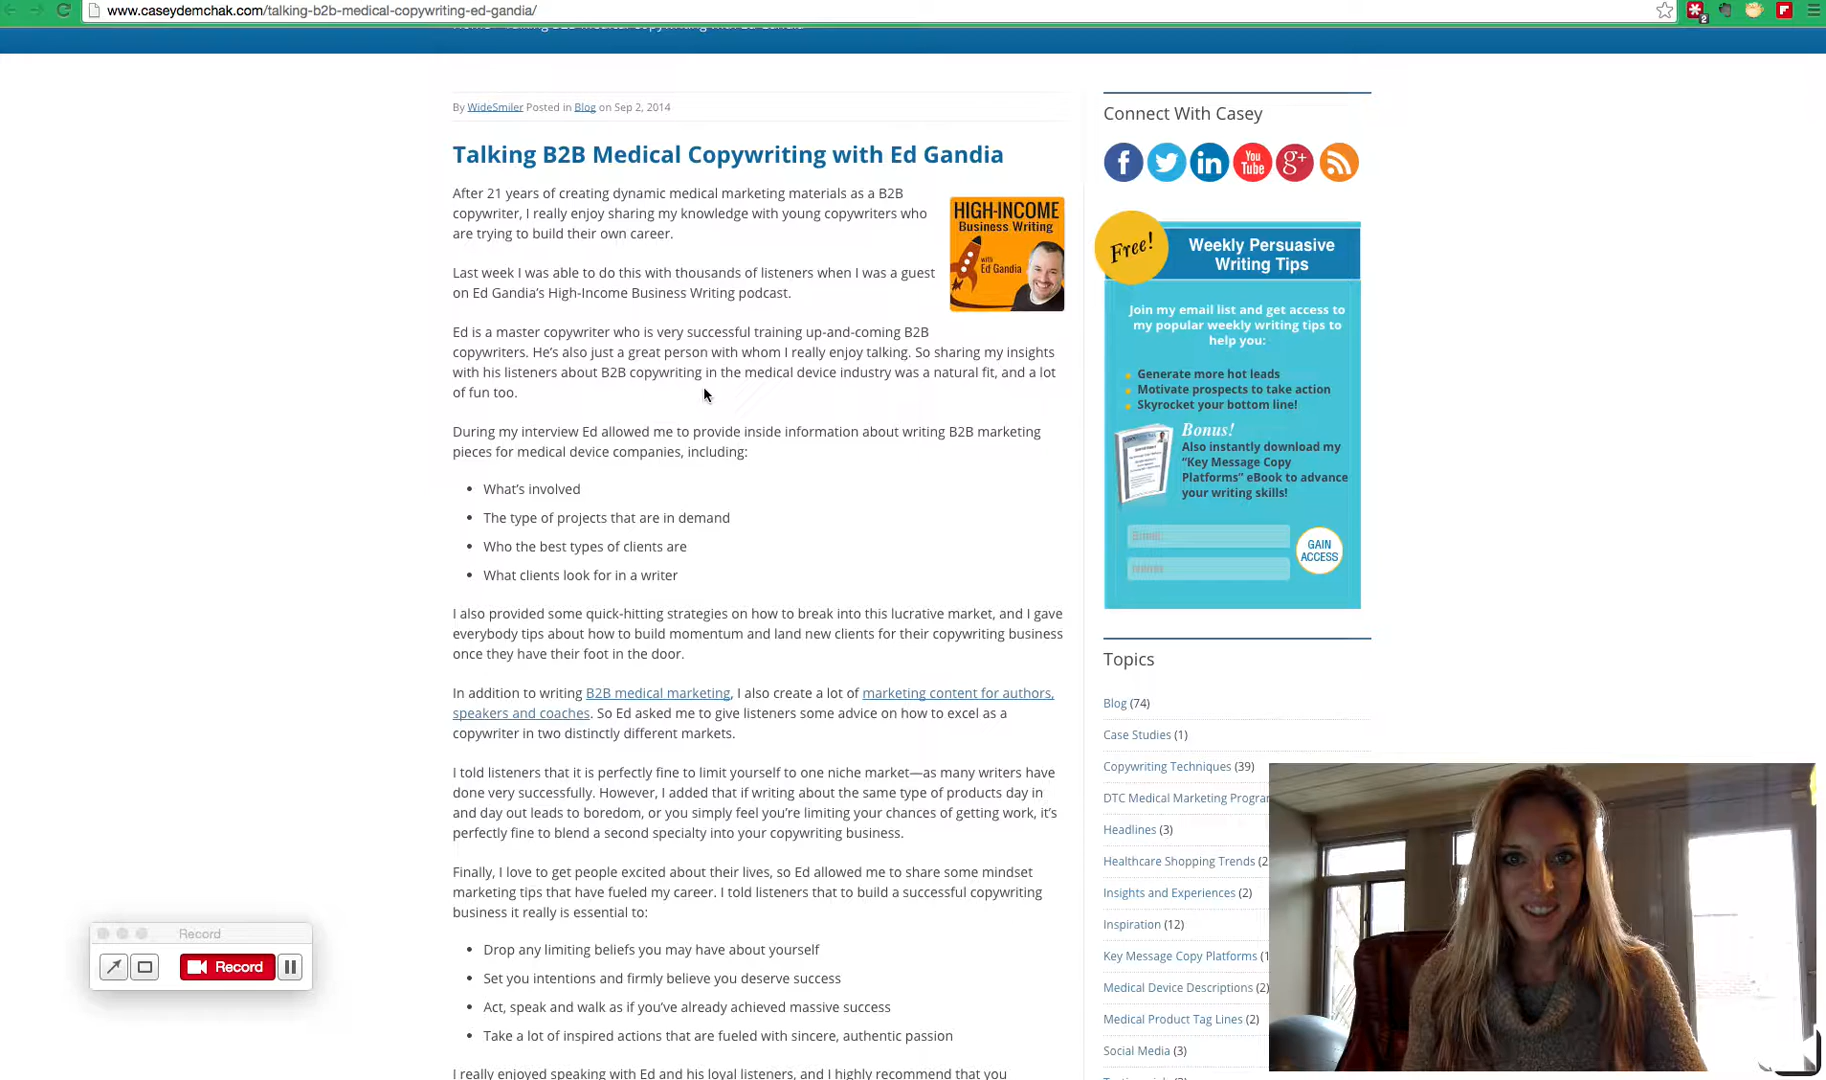 www.caseydemchak.com/talking-b2b-medical-copywriting-ed-gandia/
2
By WideSmiler Posted in Blog on Sep 2, 2014
Talking B2B Medical Copywriting with Ed Gandia
After 21 years of creating dynamic medical marketing materials as a B2B
copywriter, I really enjoy sharing my knowledge with young copywriters who
are trying to build their own career.
Last week I was able to do this with thousands of listeners when I was a guest
on Ed Gandia’s High-Income Business Writing podcast.
HIGH-INCOME
Business Writing
with
Ed Gandia
Ed is a master copywriter who is very successful training up-and-coming B2B
copywriters. He’s also just a great person with whom I really enjoy talking. So sharing my insights
with his listeners about B2B copywriting in the medical device industry was a natural fit, and a lot
of fun too.
During my interview Ed allowed me to provide inside information about writing B2B marketing
pieces for medical device companies, including:
• What’s involved
• The type of projects that are in demand
• Who the best types of clients are
• What clients look for in a writer
I also provided some quick-hitting strategies on how to break into this lucrative market, and I gave
everybody tips about how to build momentum and land new clients for their copywriting business
once they have their foot in the door.
In addition to writing B2B medical marketing, I also create a lot of marketing content for authors,
speakers and coaches. So Ed asked me to give listeners some advice on how to excel as a
copywriter in two distinctly different markets.
I told listeners that it is perfectly fine to limit yourself to one niche market—as many writers have
done very successfully. However, I added that if writing about the same type of products day in
and day out leads to boredom, or you simply feel you’re limiting your chances of getting work, it’s
perfectly fine to blend a second specialty into your copywriting business.
Finally, I love to get people excited about their lives, so Ed allowed me to share some mindset
marketing tips that have fueled my career. I told listeners that to build a successful copywriting
business it really is essential to:
• Drop any limiting beliefs you may have about yourself
• Set you intentions and firmly believe you deserve success
• Act, speak and walk as if you’ve already achieved massive success
• Take a lot of inspired actions that are fueled with sincere, authentic passion
I really enjoyed speaking with Ed and his loyal listeners, and I highly recommend that you
Connect With Casey
You
Tube
g+
Free!
Weekly Persuasive
Writing Tips
Join my email list and get access to
my popular weekly writing tips to
help you:
Generate more hot leads
Motivate prospects to take action
Skyrocket your bottom line!
Bonus!
Also instantly download my
“Key Message Copy
Platforms” eBook to advance
your writing skills!
GAIN
ACCESS
Topics
Blog (74)
Case Studies (1)
Copywriting Techniques (39)
DTC Medical Marketing
Headlines (3)
Healthcare Shopping Trends (2
Insights and Experiences (2)
Inspiration (12)
Key Message Copy Platforms (1
Medical Device Descriptions (2)
Medical Product Tag Lines (2)
Social Media (3)
Record
Record